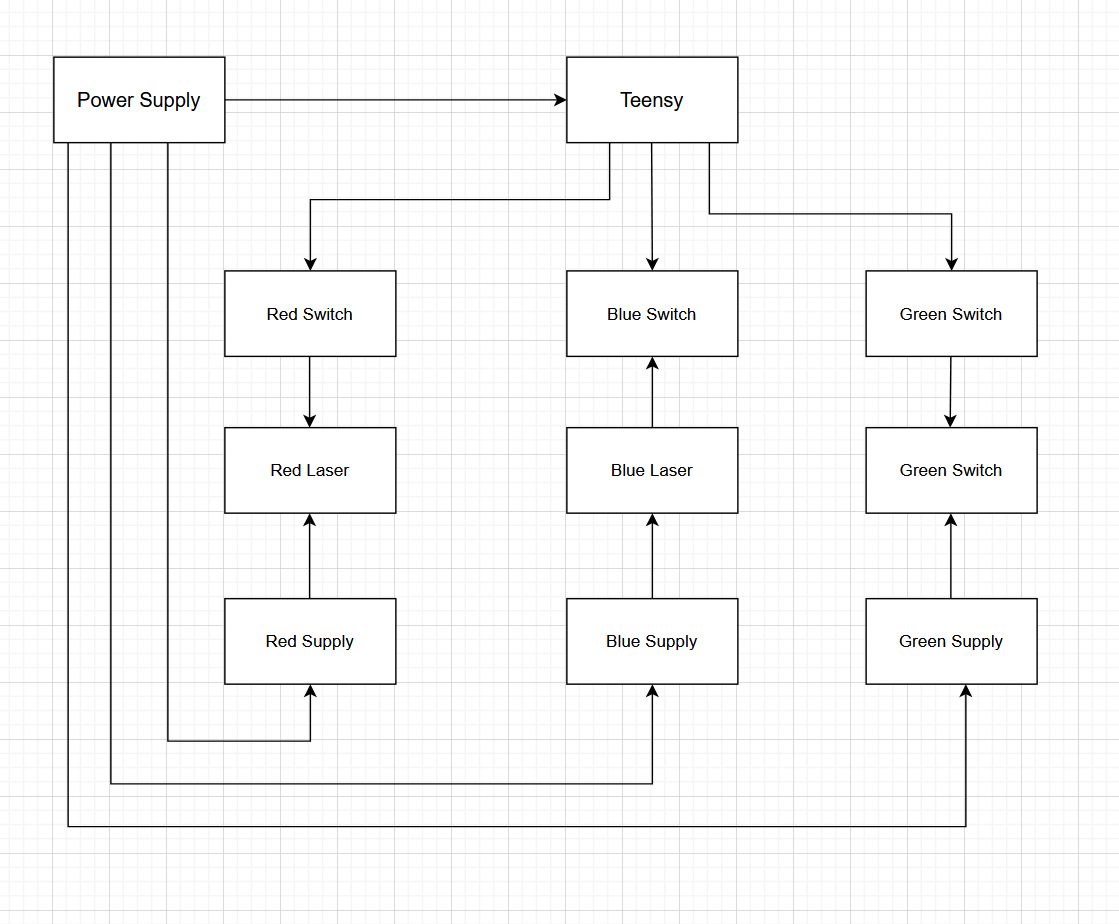 Power Supply
Teensy
Red Switch
Blue Switch
Green Switch
Red Laser
Blue Laser
Green Switch
Red Supply
Blue Supply
Green Supply